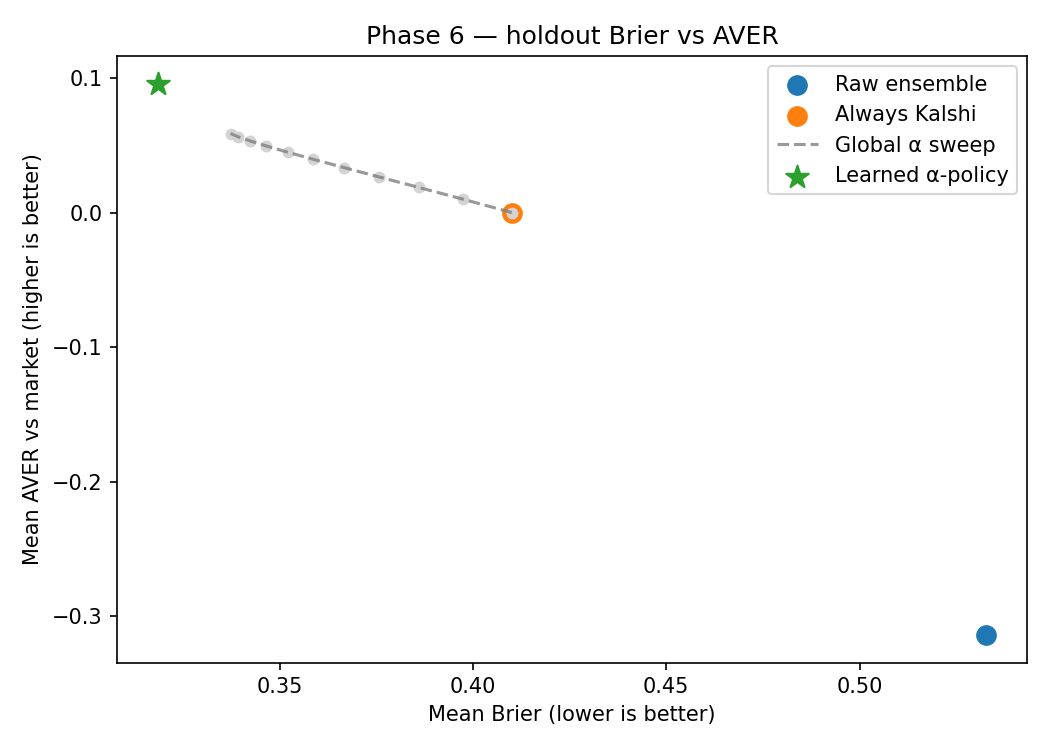 Phase 6 — holdout Brier vs AVER
Raw ensemble
Always Kalshi
Global α sweep
Learned α-policy
Mean AVER vs market (higher is better)
0.1
0.0
−0.1
−0.2
−0.3
0.35
0.40
0.45
0.50
Mean Brier (lower is better)